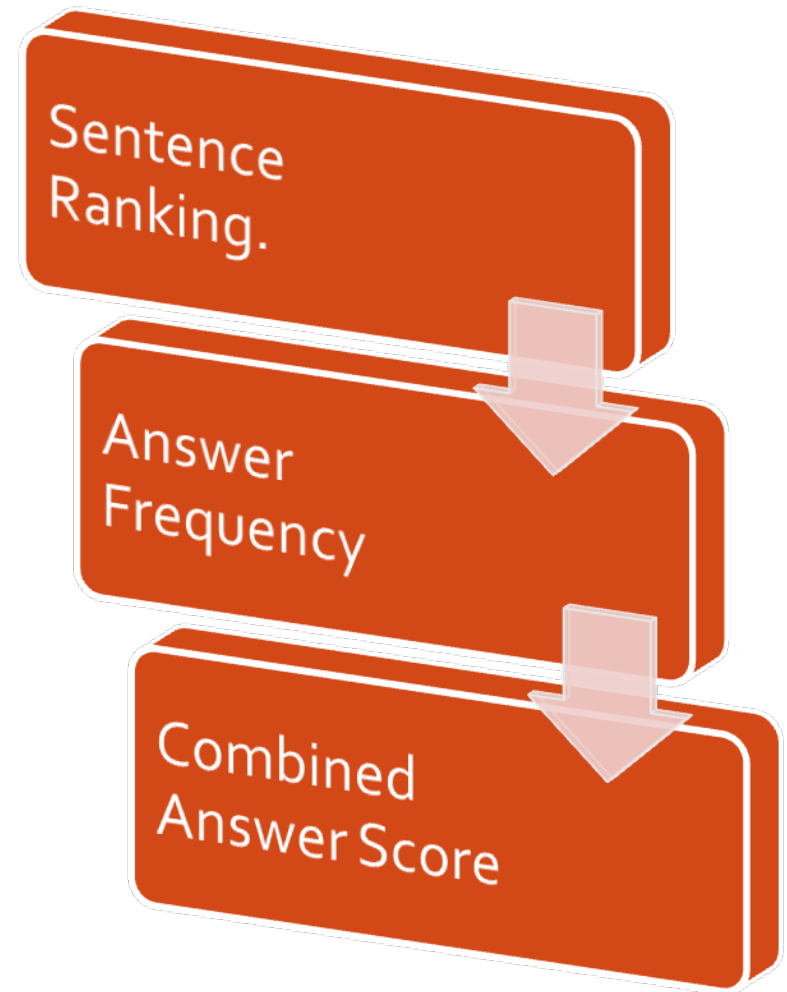 Sentence
Ranking.
Answer
Frequency
Combined
Answer Score